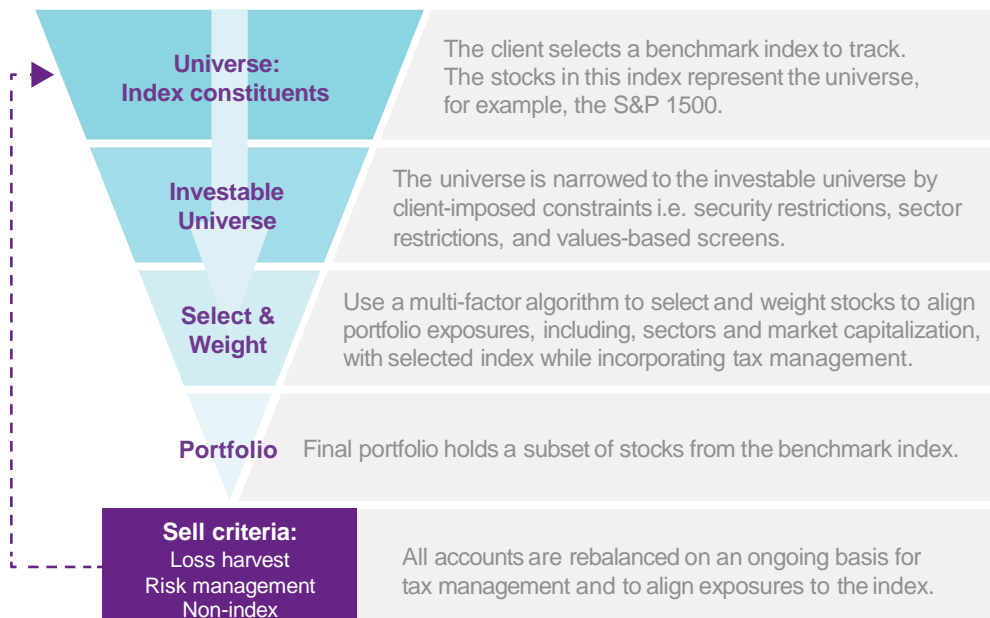 Universe:
Index constituents
The client selects a benchmark index to track.
The stocks in this index represent the universe,
for example, the S&P 1500.
Investable
Universe
The universe is narrowed to the investable universe by
client-imposed constraints i.e. security restrictions, sector
restrictions, and values-based screens.
Select &
Weight
Use a multi-factor algorithm to select and weight stocks to align
portfolio exposures, including, sectors and market capitalization,
with selected index while incorporating tax management.
Portfolio
Final portfolio holds a subset of stocks from the benchmark index.
Sell criteria:
Loss harvest
Risk management
Non-index
All accounts are rebalanced on an ongoing basis for
tax management and to align exposures to the index.